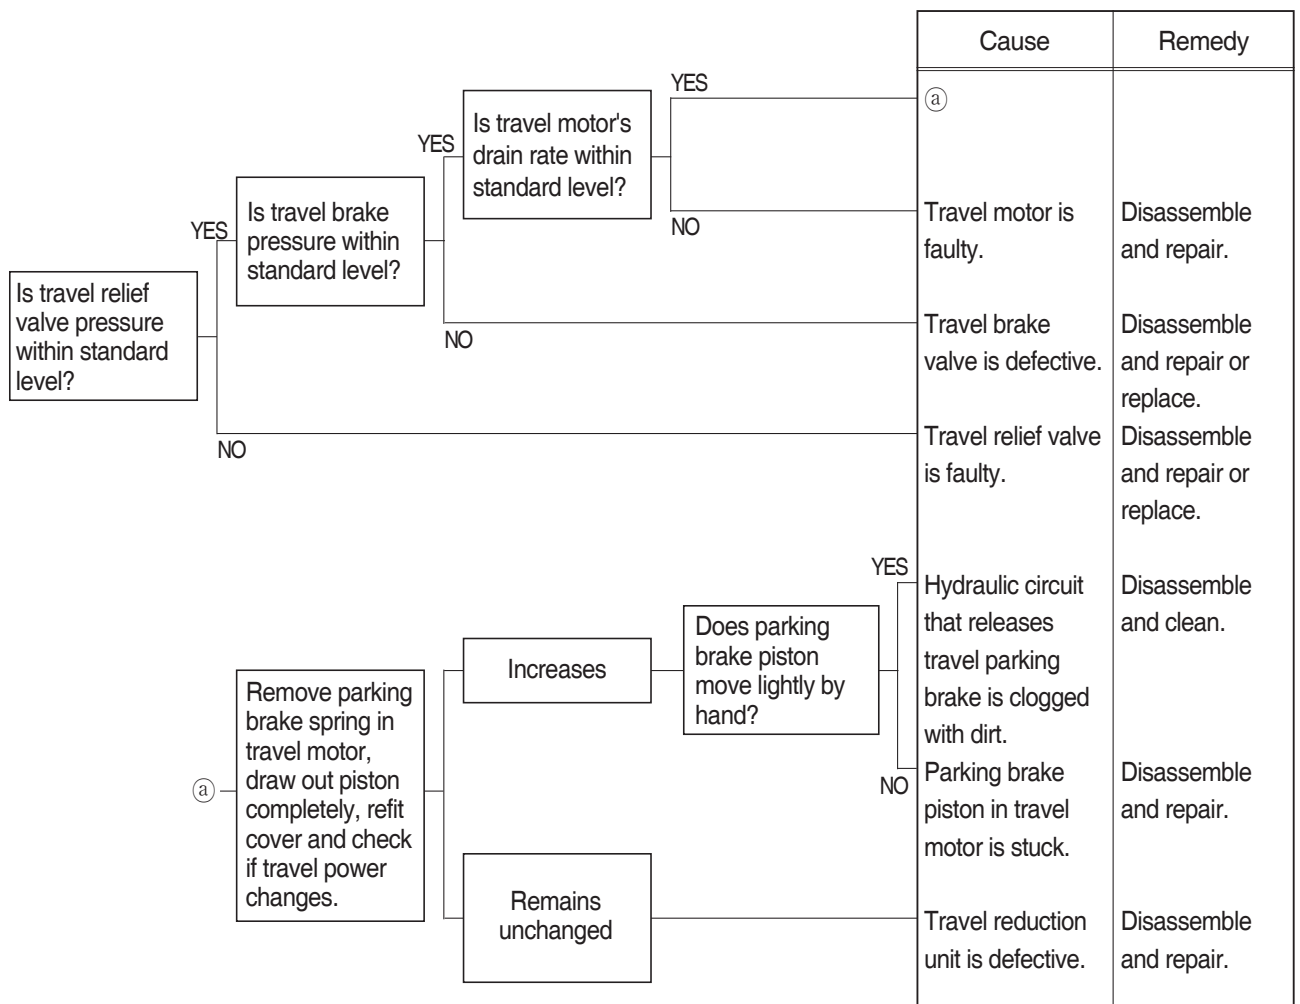 Cause
Remedy
YES
ⓐ
Is travel motor's
drain rate within
standard level?
YES
NO
Travel motor is
faulty.
Disassemble
and repair.
Is travel brake
pressure within
standard level?
YES
NO
Travel brake
valve is defective.
Disassemble
and repair or
replace.
Is travel relief
valve pressure
within standard
level?
NO
Travel relief valve
is faulty.
Disassemble
and repair or
replace.
ⓐ
Remove parking
brake spring in
travel motor,
draw out piston
completely, refit
cover and check
if travel power
changes.
Increases
Does parking
brake piston
move lightly by
hand?
YES
Hydraulic circuit
that releases
travel parking
brake is clogged
with dirt.
Disassemble
and clean.
NO
Parking brake
piston in travel
motor is stuck.
Disassemble
and repair.
Remains
unchanged
Travel reduction
unit is defective.
Disassemble
and repair.